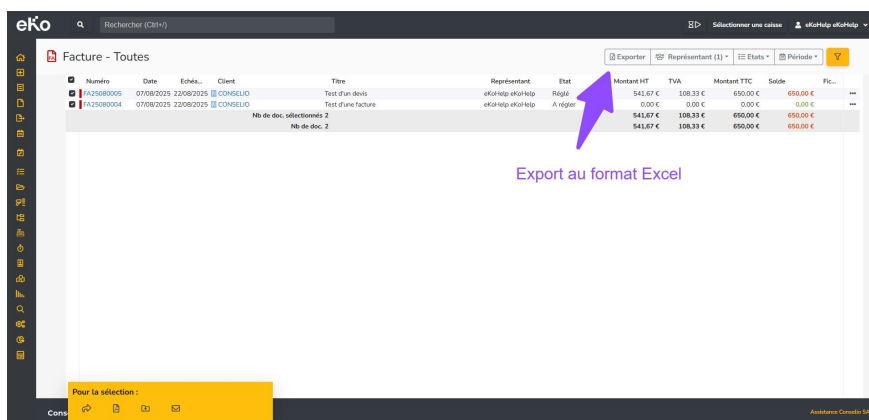 eKo
Rechercher (Ctrl+/)
Sélectionner une caisse
eKoHelp eKoHelp
Facture - Toutes
Exporter
Représentant (1)
Etats
Période
Numéro Date Echéa... Client Titre Représentant Etat Montant HT TVA Montant TTC Solde Fic...
FA25080005 07/08/2025 22/08/2025 CONSELIO Test d'un devis eKoHelp eKoHelp Réglé 541,67 € 108,33 € 650,00 € 650,00 €
FA25080004 07/08/2025 22/08/2025 CONSELIO Test d'une facture eKoHelp eKoHelp A régler 0,00 € 0,00 € 0,00 € 0,00 €
Nb de doc. sélectionnés 2 541,67 € 108,33 € 650,00 € 650,00 €
Nb de doc. 2 541,67 € 108,33 € 650,00 € 650,00 €
Export au format Excel
Pour la sélection :
Cons
Assistance Conselio SA